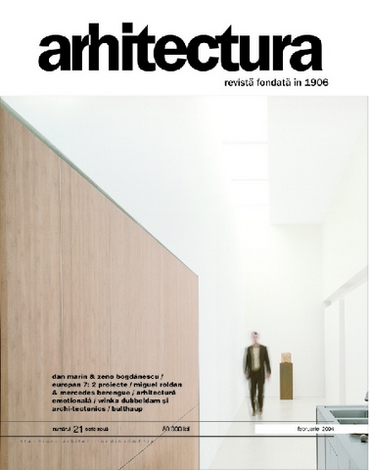 arhitectura
revistă fondată în 1906
dan marin & zeno bogdănescu /
europan 7: 2 proiecte / miguel roldan
& mercedes berengue / arhitectură
emoţională / winka dubbeldam şi
archi-tectonics / bulthaup
numărul 21 serie nouă 80 000 lei februarie 2004